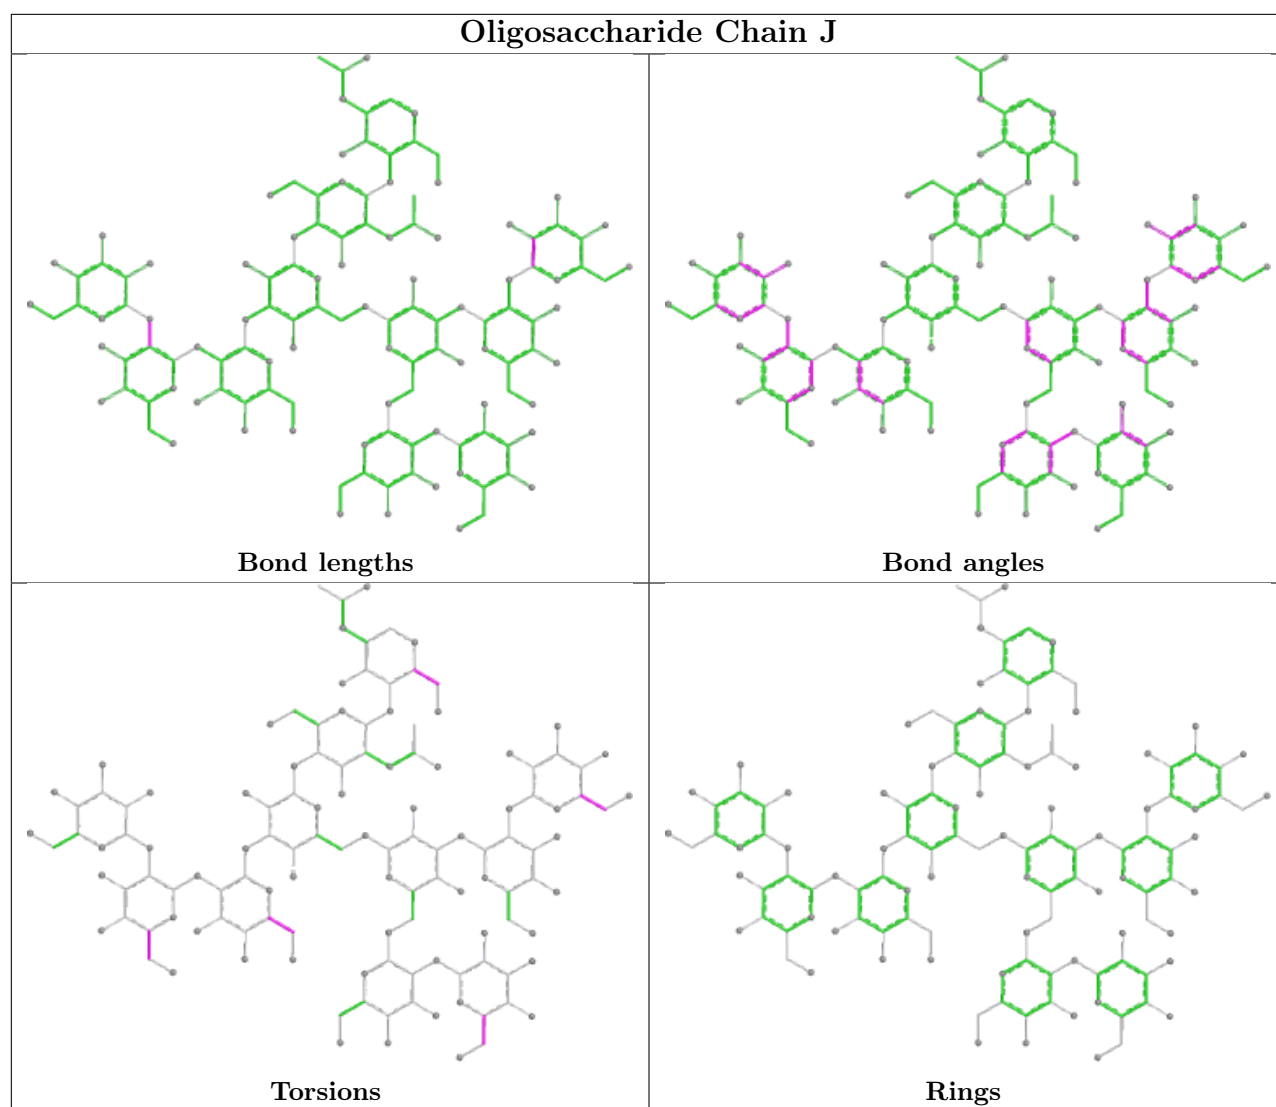 Oligosaccharide Chain J
Bond lengths
Bond angles
Torsions
Rings